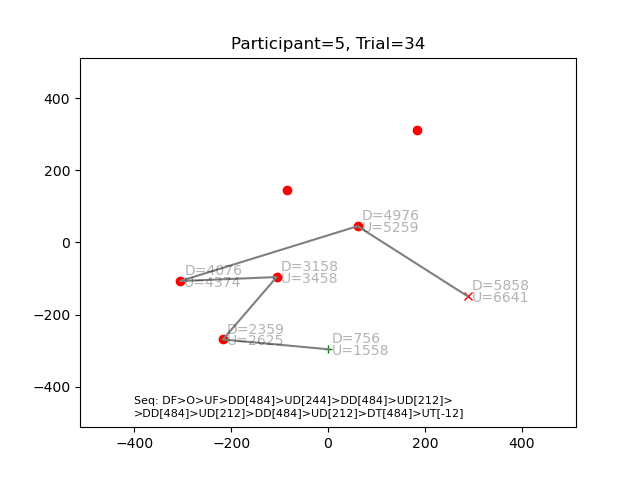 Participant=5, Trial=34
400
200
0
−200
−400
D=4976
U=5259
D=4076
U=4374
D=3158
U=3458
D=5858
U=6641
D=2359
U=2625
D=756
U=1558
Seq: DF>O>UF>DD[484]>UD[244]>DD[484]>UD[212]>
>DD[484]>UD[212]>DD[484]>UD[212]>DT[484]>UT[-12]
−400 −200 0 200 400